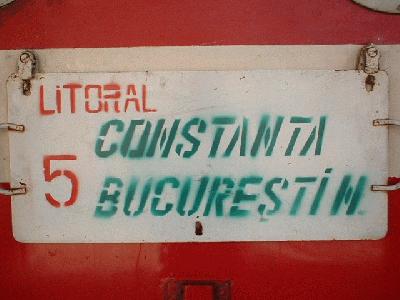 LiTORAL
CONSTANTA
5
BUCUREŞTİ N.